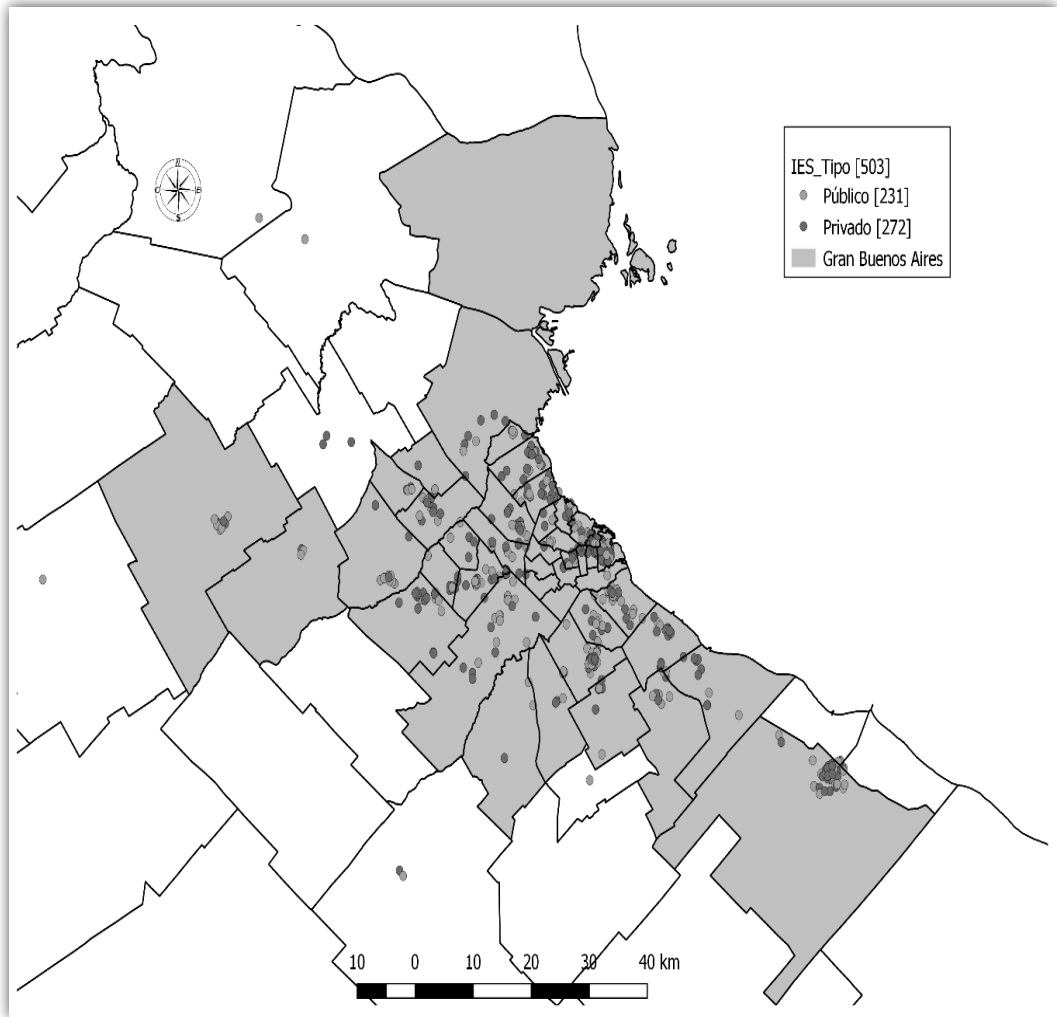 IES_Tipo [503]
Público [231]
Privado [272]
Gran Buenos Aires
10 0 10 20 30 40 km